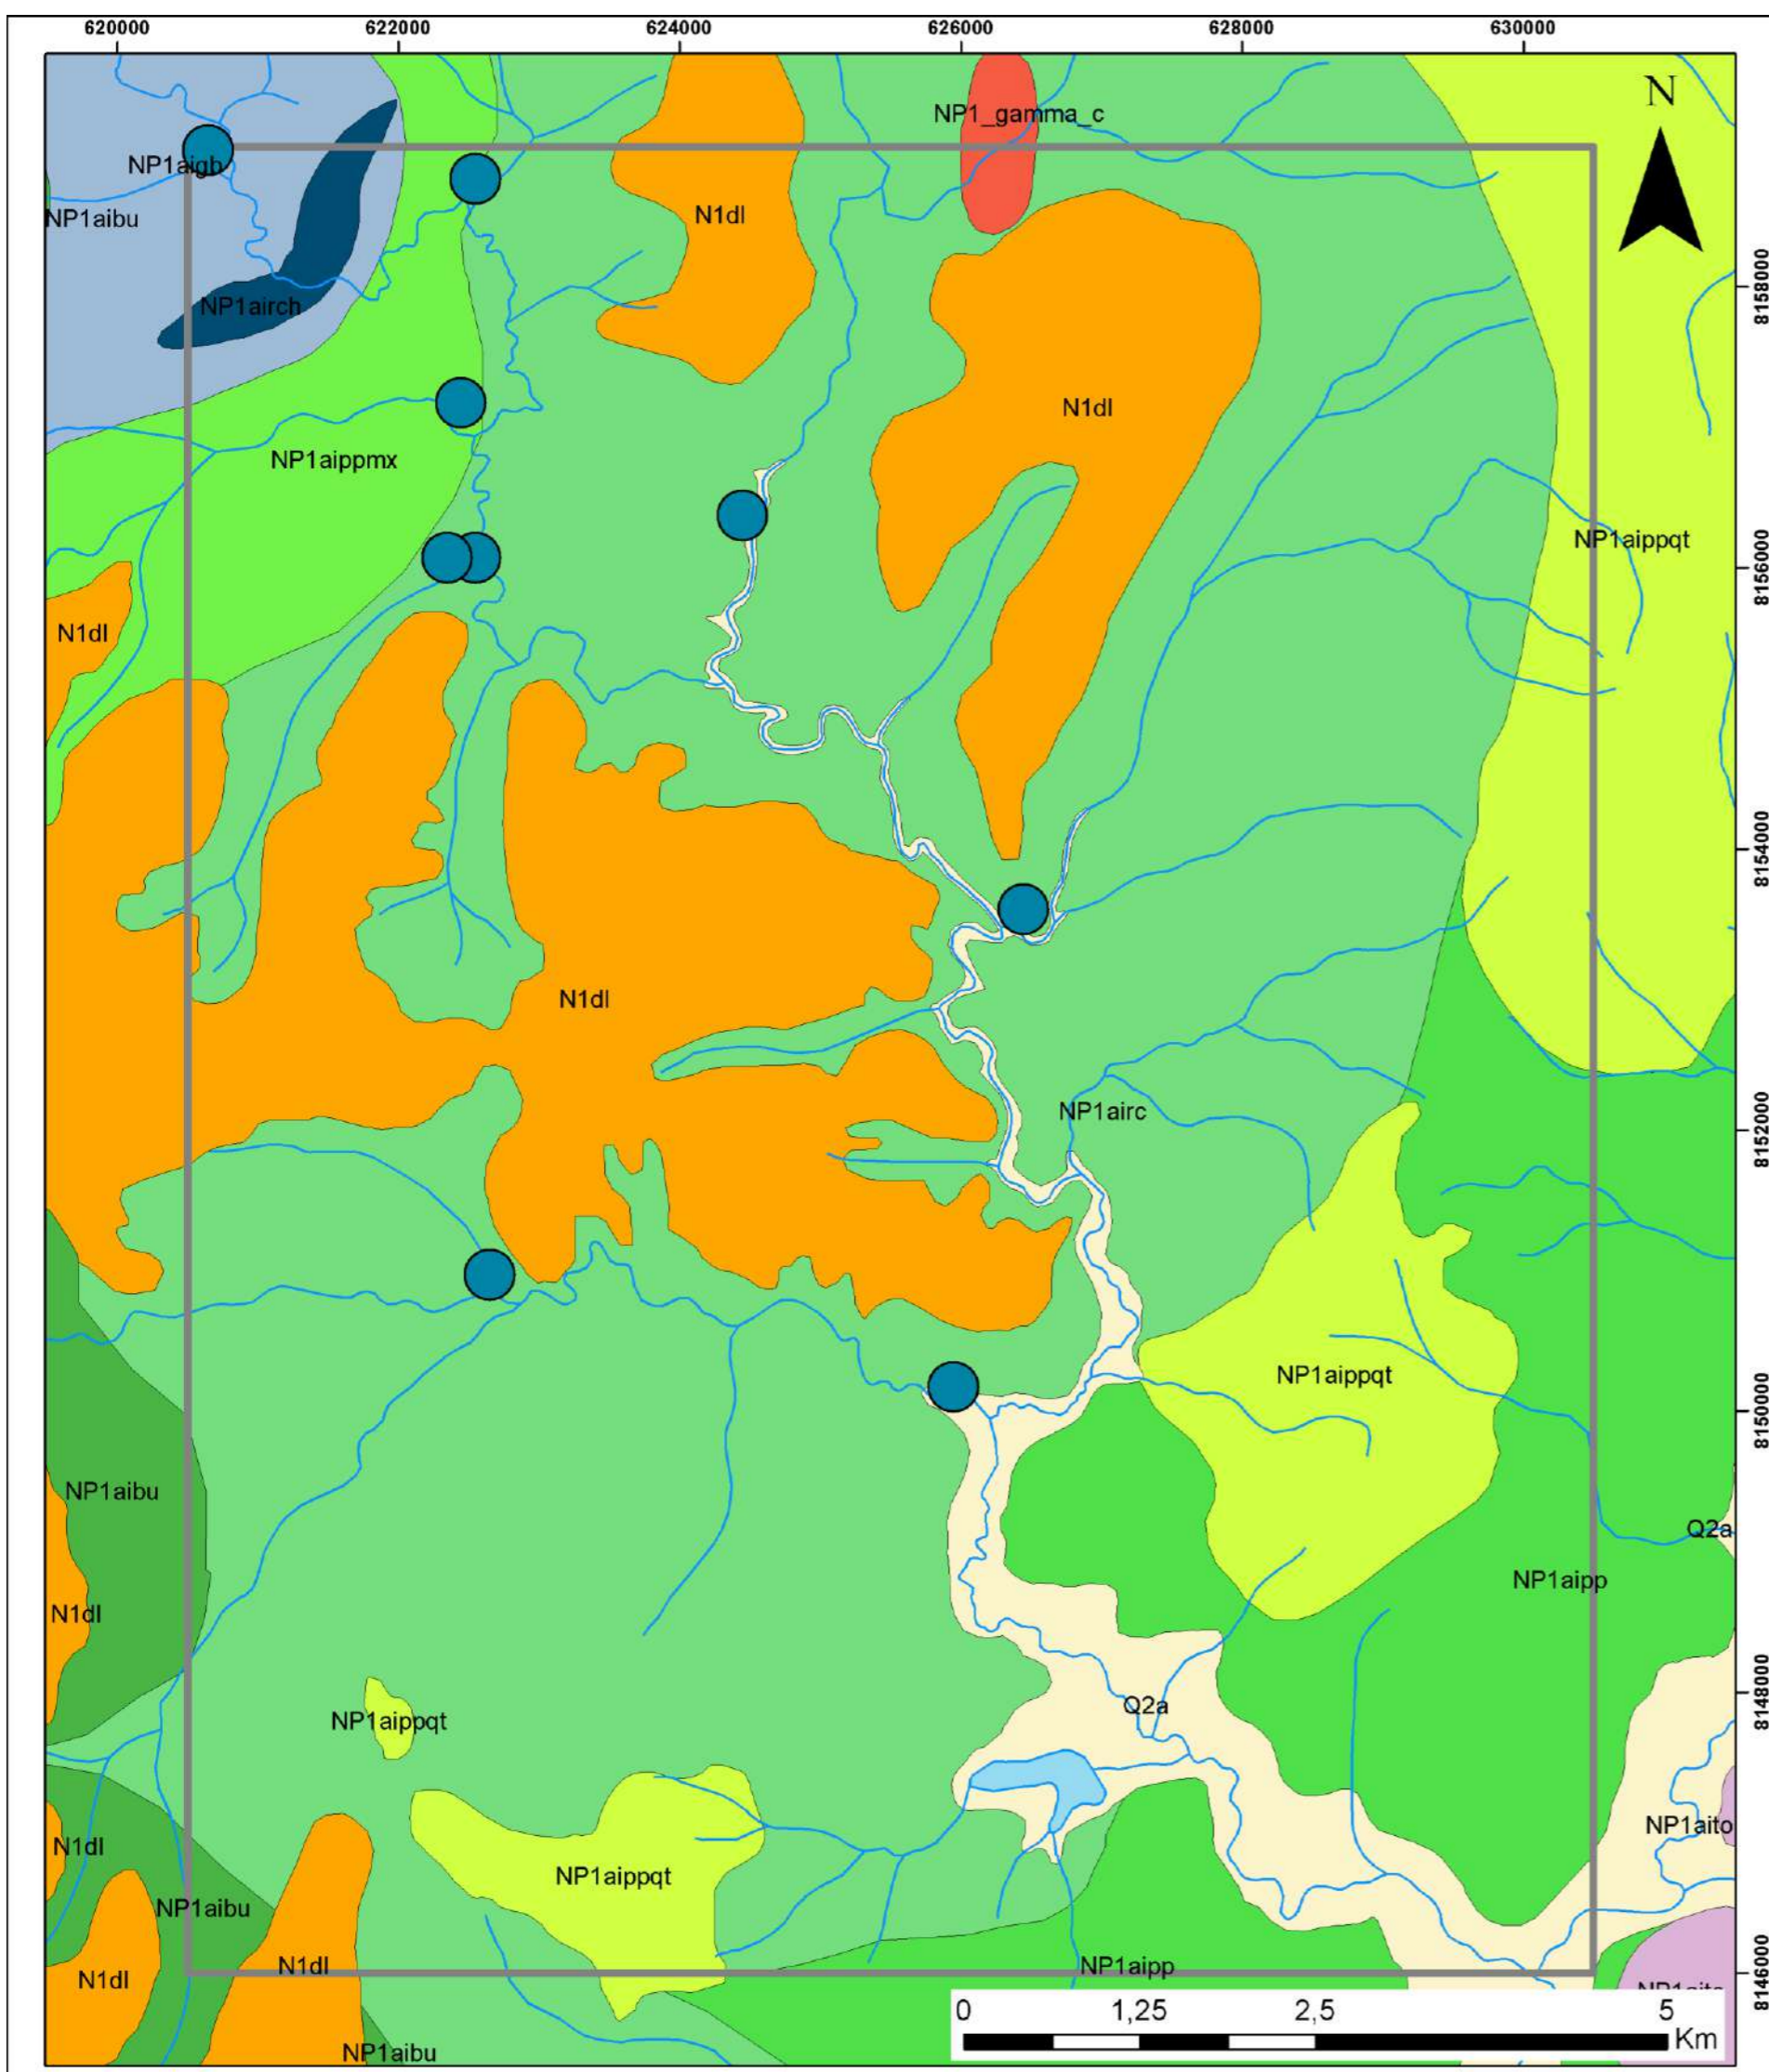 620000 622000 624000 626000 628000 630000
N
NP1_gamma_c
NP1aigb
NP1aibu
N1dl
8158000
NP1airch
N1dl
NP1aippmx
NP1aippqt
8156000
N1dl
8154000
N1dl
NP1airc
8152000
NP1aippqt
8150000
NP1aibu
Q2a
NP1aipp
N1dl
8148000
Q2a
NP1aippqt
NP1aito
N1dl
NP1aippqt
NP1aibu
N1dl
NP1aipp
N1dl
8146000
0 1,25 2,5 5
Km
NP1aibu